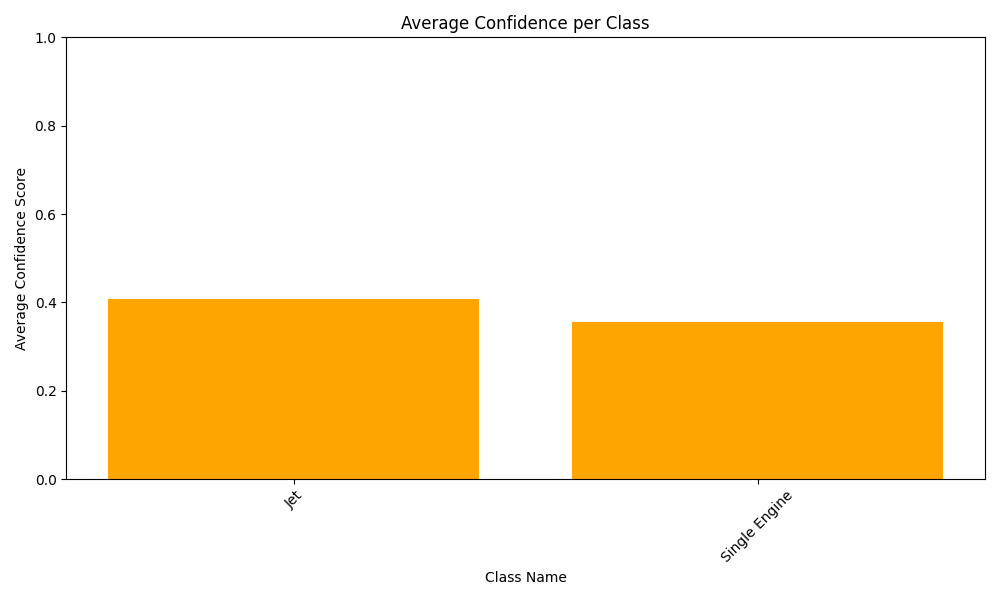 Average Confidence per Class
Average Confidence Score
1.0
0.8
0.6
0.4
0.2
0.0
Jet
Single Engine
Class Name